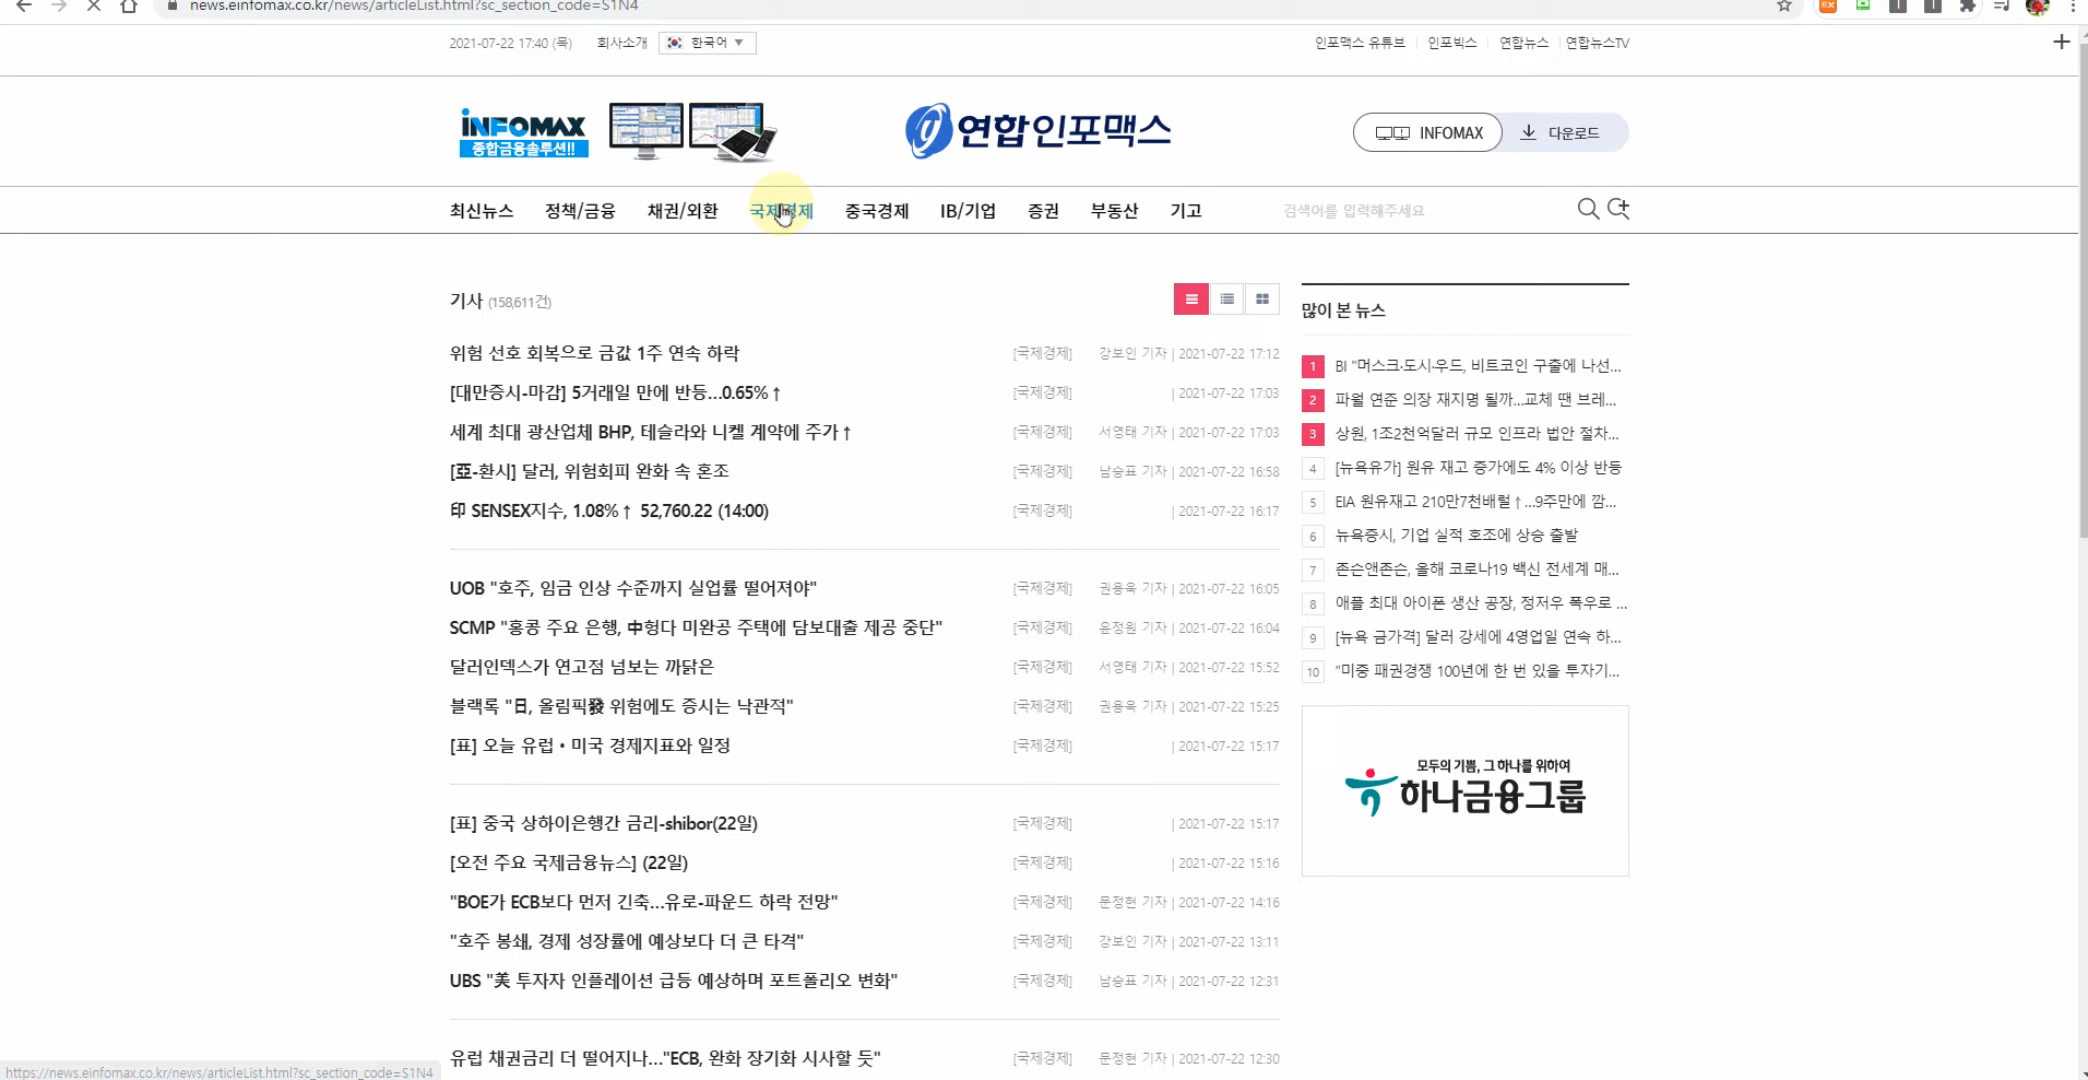 news.einfomax.co.kr/news/articleList.html?sc_section_code=S1N4
2021-07-22 17:40 (목) 회사소개 한국어 ▼
인포맥스 유튜브 인포빅스 연합뉴스 연합뉴스TV
INFOMAX
종합금융솔루션!!
연합인포맥스
INFOMAX 다운로드
최신뉴스 정책/금융 채권/외환 국제경제 중국경제 IB/기업 증권 부동산 기고 검색어를 입력해주세요
기사 (158,611건)
위험 선호 회복으로 금값 1주 연속 하락 [국제경제] 강보인 기자 | 2021-07-22 17:12
[대만증시-마감] 5거래일 만에 반등...0.65%↑ [국제경제] | 2021-07-22 17:03
세계 최대 광산업체 BHP, 테슬라와 니켈 계약에 주가↑ [국제경제] 서영태 기자 | 2021-07-22 17:03
[亞-환시] 달러, 위험회피 완화 속 혼조 [국제경제] 남승표 기자 | 2021-07-22 16:58
印 SENSEX지수, 1.08%↑ 52,760.22 (14:00) [국제경제] | 2021-07-22 16:17
UOB "호주, 임금 인상 수준까지 실업률 떨어져야" [국제경제] 권용욱 기자 | 2021-07-22 16:05
SCMP "홍콩 주요 은행, 中헝다 미완공 주택에 담보대출 제공 중단" [국제경제] 윤정원 기자 | 2021-07-22 16:04
달러인덱스가 연고점 넘보는 까닭은 [국제경제] 서영태 기자 | 2021-07-22 15:52
블랙록 "日, 올림픽發 위험에도 증시는 낙관적" [국제경제] 권용욱 기자 | 2021-07-22 15:25
[표] 오늘 유럽·미국 경제지표와 일정 [국제경제] | 2021-07-22 15:17
[표] 중국 상하이은행간 금리-shibor(22일) [국제경제] | 2021-07-22 15:17
[오전 주요 국제금융뉴스] (22일) [국제경제] | 2021-07-22 15:16
"BOE가 ECB보다 먼저 긴축...유로-파운드 하락 전망" [국제경제] 문정현 기자 | 2021-07-22 14:16
"호주 봉쇄, 경제 성장률에 예상보다 더 큰 타격" [국제경제] 강보인 기자 | 2021-07-22 13:11
UBS "美 투자자 인플레이션 급등 예상하며 포트폴리오 변화" [국제경제] 남승표 기자 | 2021-07-22 12:31
유럽 채권금리 더 떨어지나..."ECB, 완화 장기화 시사할 듯" [국제경제] 문정현 기자 | 2021-07-22 12:30
많이 본 뉴스
1 BI "머스크·도시·우드, 비트코인 구출에 나선...
2 파월 연준 의장 재지명 될까...교체 땐 브레...
3 상원, 1조2천억달러 규모 인프라 법안 절차...
4 [뉴욕유가] 원유 재고 증가에도 4% 이상 반등
5 EIA 원유재고 210만7천배럴↑...9주만에 깜...
6 뉴욕증시, 기업 실적 호조에 상승 출발
7 존슨앤존슨, 올해 코로나19 백신 전세계 매...
8 애플 최대 아이폰 생산 공장, 정저우 폭우로 ...
9 [뉴욕 금가격] 달러 강세에 4영업일 연속 하...
10 "미중 패권경쟁 100년에 한 번 있을 투자기...
모두의 기쁨, 그 하나를 위하여
하나금융그룹
https://news.einfomax.co.kr/news/articleList.html?sc_section_code=S1N4